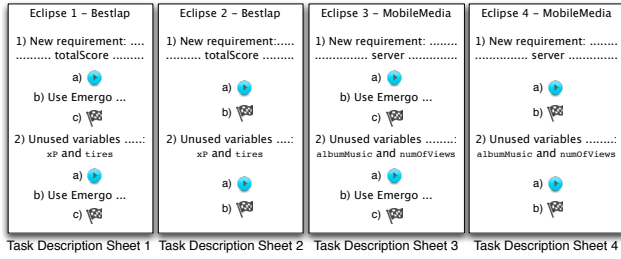 Eclipse 1 – BestLap
1) New requirement: ....
.......... totalScore .........
a)
b) Use Emergo ...
c)
2) Unused variables .....:
xP and tires
a)
b) Use Emergo ...
c)
Task Description Sheet 1
Eclipse 2 – Bestlap
1) New requirement:.....
.......... totalScore ........
a)
b)
2) Unused variables ....:
xP and tires
a)
b)
Task Description Sheet 2
Eclipse 3 – MobileMedia
1) New requirement: ........
............... server ............
a)
b) Use Emergo ...
c)
2) Unused variables ........:
albumMusic and numOfViews
a)
b) Use Emergo ...
c)
Task Description Sheet 3
Eclipse 4 – MobileMedia
1) New requirement: ........
............... server .............
a)
b)
2) Unused variables ........:
albumMusic and numOfViews
a)
b)
Task Description Sheet 4